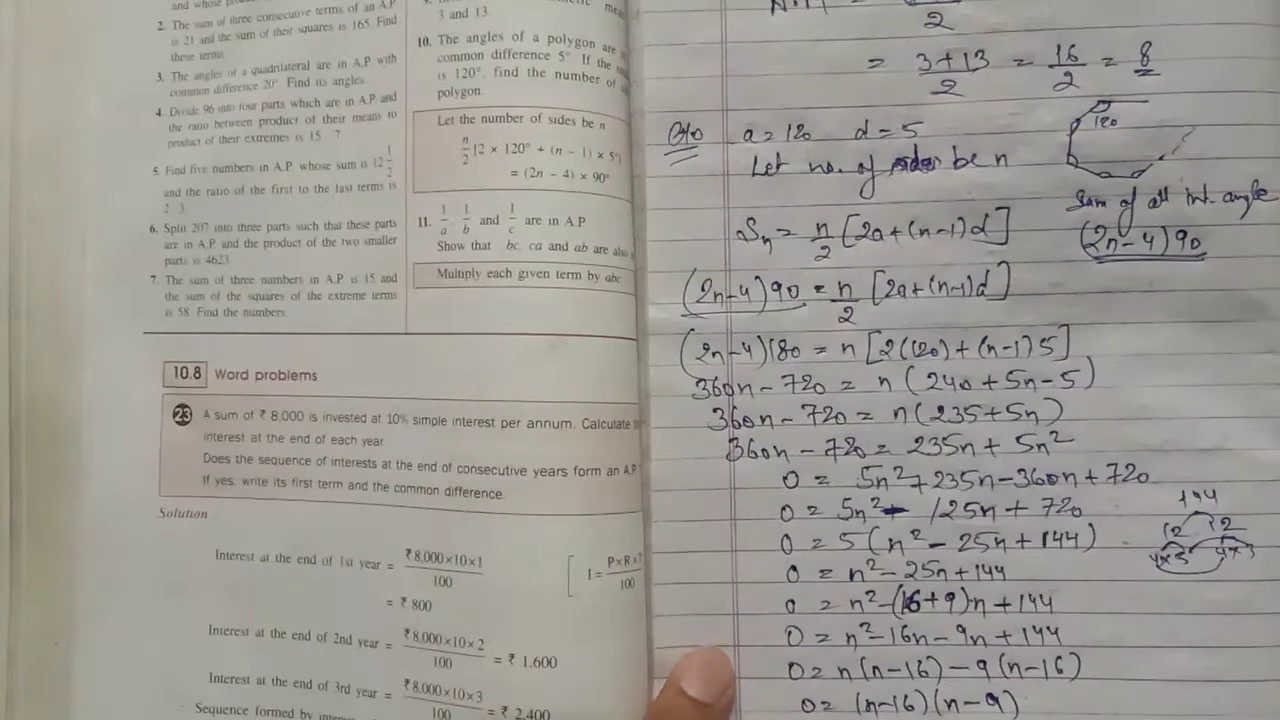 2. The sum of three consecutive terms of an A.P
is 21 and the sum of their squares is 165. Find
these terms
3. The angles of a quadrilateral are in A.P. with
common difference 20°. Find its angles.
4. Divide 96 into four parts which are in A.P. and
the ratio between product of their means to
product of their extremes is 15 : 7
5. Find five numbers in A.P. whose sum is 12 1/2
and the ratio of the first to the last terms is
2 : 3.
6. Split 207 into three parts such that these parts
are in A.P. and the product of the two smaller
parts is 4623.
7. The sum of three numbers in A.P. is 15 and
the sum of the squares of the extreme terms
is 58. Find the numbers.
3 and 13
10. The angles of a polygon are
common difference 5°. If the
is 120°, find the number of
polygon.
Let the number of sides be n
n/2 [2 × 120° + (n − 1) × 5°]
= (2n − 4) × 90°
11. 1/a, 1/b and 1/c are in A.P.
Show that bc, ca and ab are also
Multiply each given term by abc
10.8 Word problems
23 A sum of ₹ 8,000 is invested at 10% simple interest per annum. Calculate
interest at the end of each year.
Does the sequence of interests at the end of consecutive years form an A.P.
If yes, write its first term and the common difference.
Solution
Interest at the end of 1st year = ₹ 8,000×10×1/100
= ₹ 800
[ I = P×R×T/100
Interest at the end of 2nd year = ₹ 8,000×10×2/100 = ₹ 1,600
Interest at the end of 3rd year = ₹ 8,000×10×3/100 = ₹ 2,400
Sequence formed by
2
= 3+13/2 = 16/2 = 8
a=120 d=5
120
Let no. of sides be n
Sum of all int. angle
(2n−4)90
Sn = n/2 [2a+(n−1)d]
(2n−4)90 = n/2 [2a+(n−1)d]
(2n−4)180 = n[2(120)+(n−1)5]
360n−720 = n(240+5n−5)
360n−720 = n(235+5n)
360n−720 = 235n+5n²
0 = 5n²+235n−360n+720
0 = 5n²−125n+720
144
12 12
4×3 4×3
0 = 5(n²−25n+144)
0 = n²−25n+144
0 = n²−(16+9)n+144
0 = n²−16n−9n+144
0 = n(n−16)−9(n−16)
0 = (n−16)(n−9)